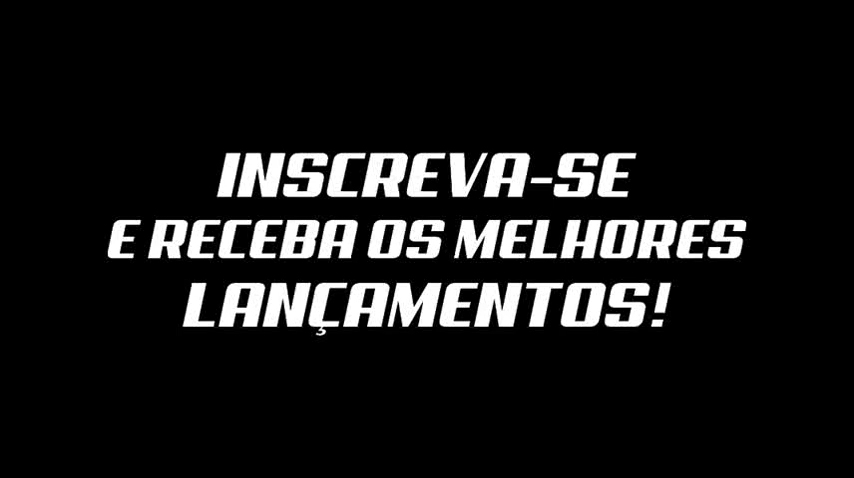 INSCREVA-SE
E RECEBA OS MELHORES
LANÇAMENTOS!